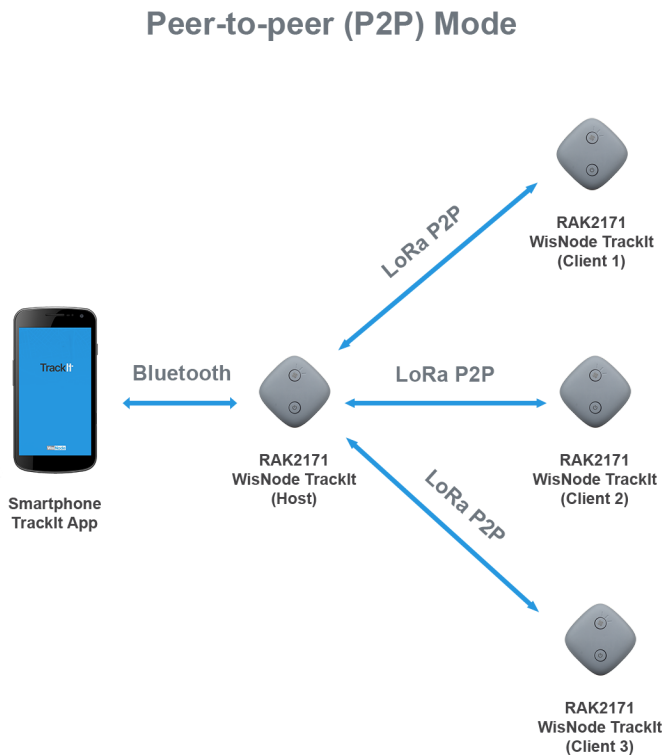 Peer-to-peer (P2P) Mode
LoRa P2P
RAK2171
WisNode TrackIt
(Client 1)
TrackIt
Bluetooth
LoRa P2P
RAK2171
WisNode TrackIt
(Host)
RAK2171
WisNode TrackIt
(Client 2)
Smartphone
TrackIt App
LoRa P2P
RAK2171
WisNode TrackIt
(Client 3)